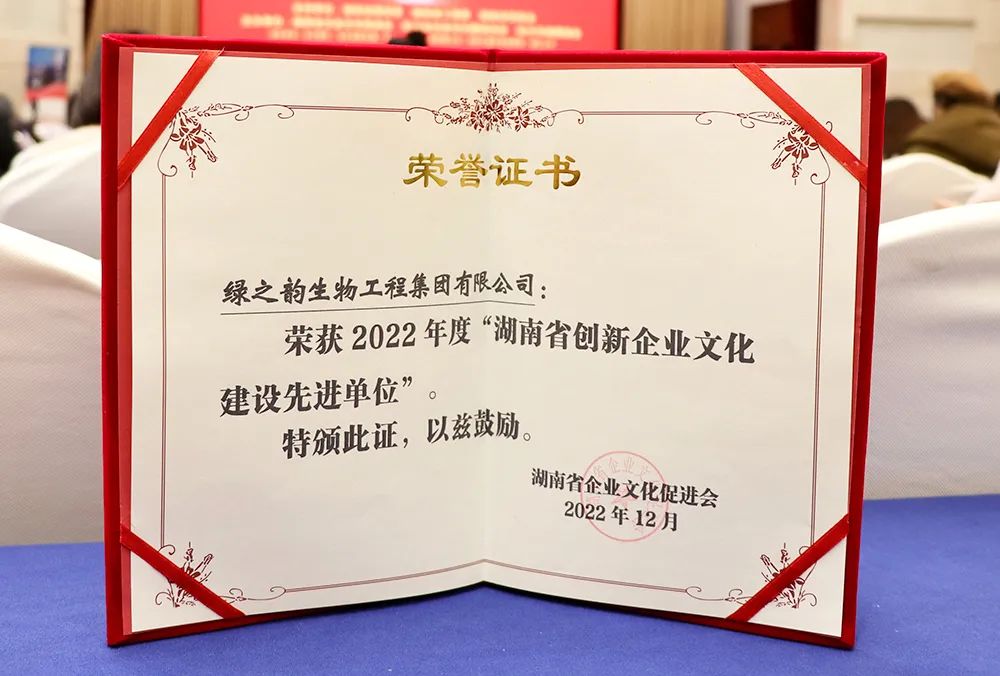 荣誉证书
绿之韵生物工程集团有限公司：
荣获2022年度“湖南省创新企业文化
建设先进单位”。
特颁此证，以兹鼓励。
湖南省企业文化促进会
2022年12月